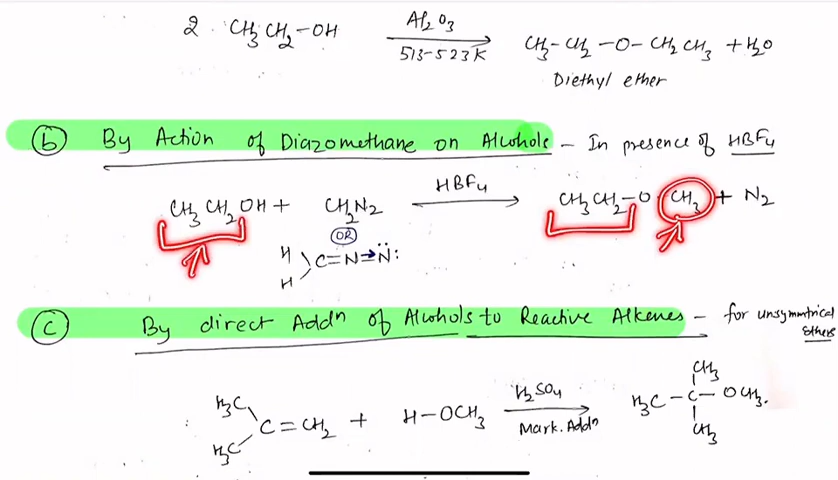 2 CH3CH2-OH Al2O3 513-523K CH3-CH2-O-CH2CH3 + H2O
Diethyl ether
(b) By Action of Diazomethane on Alcohole - In presence of HBF4
CH3CH2OH + CH2N2 HBF4 CH3CH2-O CH3 + N2
OR
H H C=N→N:
(c) By direct Addn of Alcohols to Reactive Alkenes - for unsymmtrical ethers
H3C H3C C=CH2 + H-OCH3 H2SO4 Mark. Addn H3C-C-OCH3. CH3 CH3